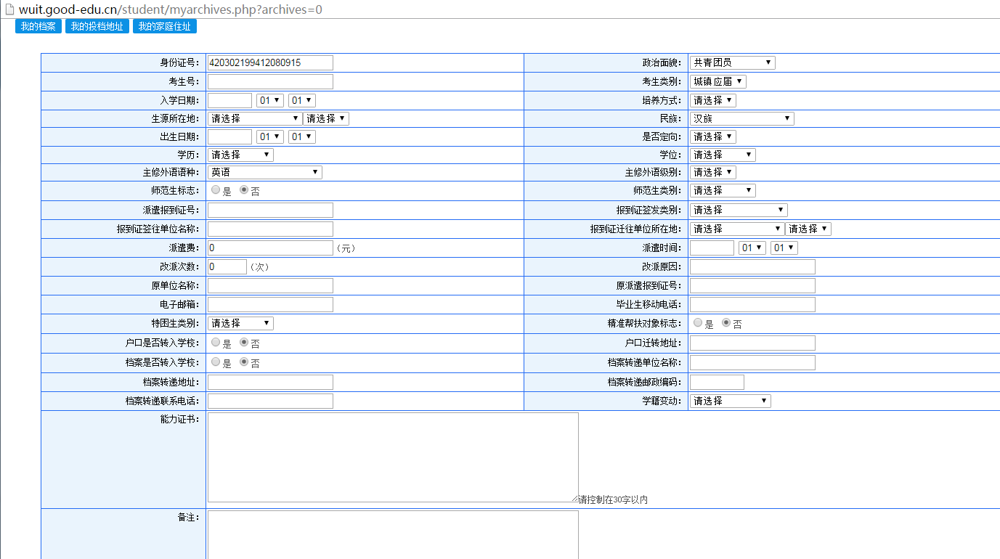 wuit.good-edu.cn/student/myarchives.php?archives=0
我的档案 我的投档地址 我的家庭住址
身份证号： 420302199412080915 政治面貌： 共青团员
考生号： 考生类别： 城镇应届
入学日期： 01 01 培养方式： 请选择
生源所在地： 请选择 请选择 民族： 汉族
出生日期： 01 01 是否定向： 请选择
学历： 请选择 学位： 请选择
主修外语语种： 英语 主修外语级别： 请选择
师范生标志： 是 否 师范生类别： 请选择
派遣报到证号： 报到证签发类别： 请选择
报到证签往单位名称： 报到证迁往单位所在地： 请选择 请选择
派遣费： 0 （元） 派遣时间： 01 01
改派次数： 0 （次） 改派原因：
原单位名称： 原派遣报到证号：
电子邮箱： 毕业生移动电话：
特困生类别： 请选择 精准帮扶对象标志： 是 否
户口是否转入学校： 是 否 户口迁转地址：
档案是否转入学校： 是 否 档案转递单位名称：
档案转递地址： 档案转递邮政编码：
档案转递联系电话： 学籍变动： 请选择
能力证书：
请控制在30字以内
备注：